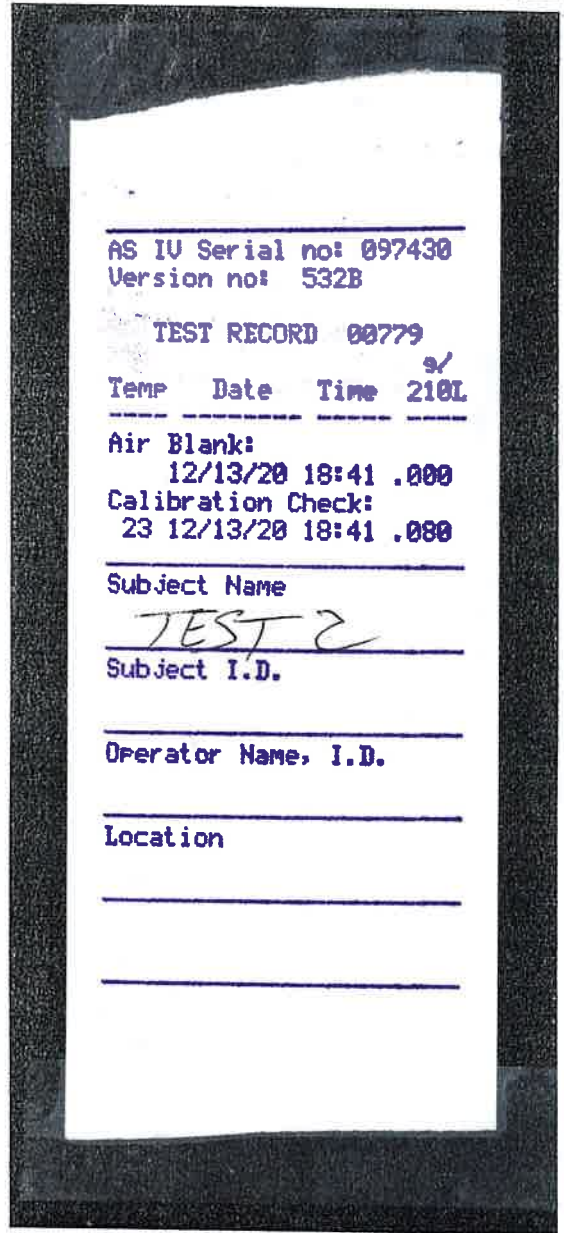 AS IV Serial no: 097430
Version no: 532B
TEST RECORD 00779
g/
Temp Date Time 210L
---- -------- ----- ----
Air Blank:
12/13/20 18:41 .000
Calibration Check:
23 12/13/20 18:41 .080
Subject Name
TEST 2
Subject I.D.
Operator Name, I.D.
Location